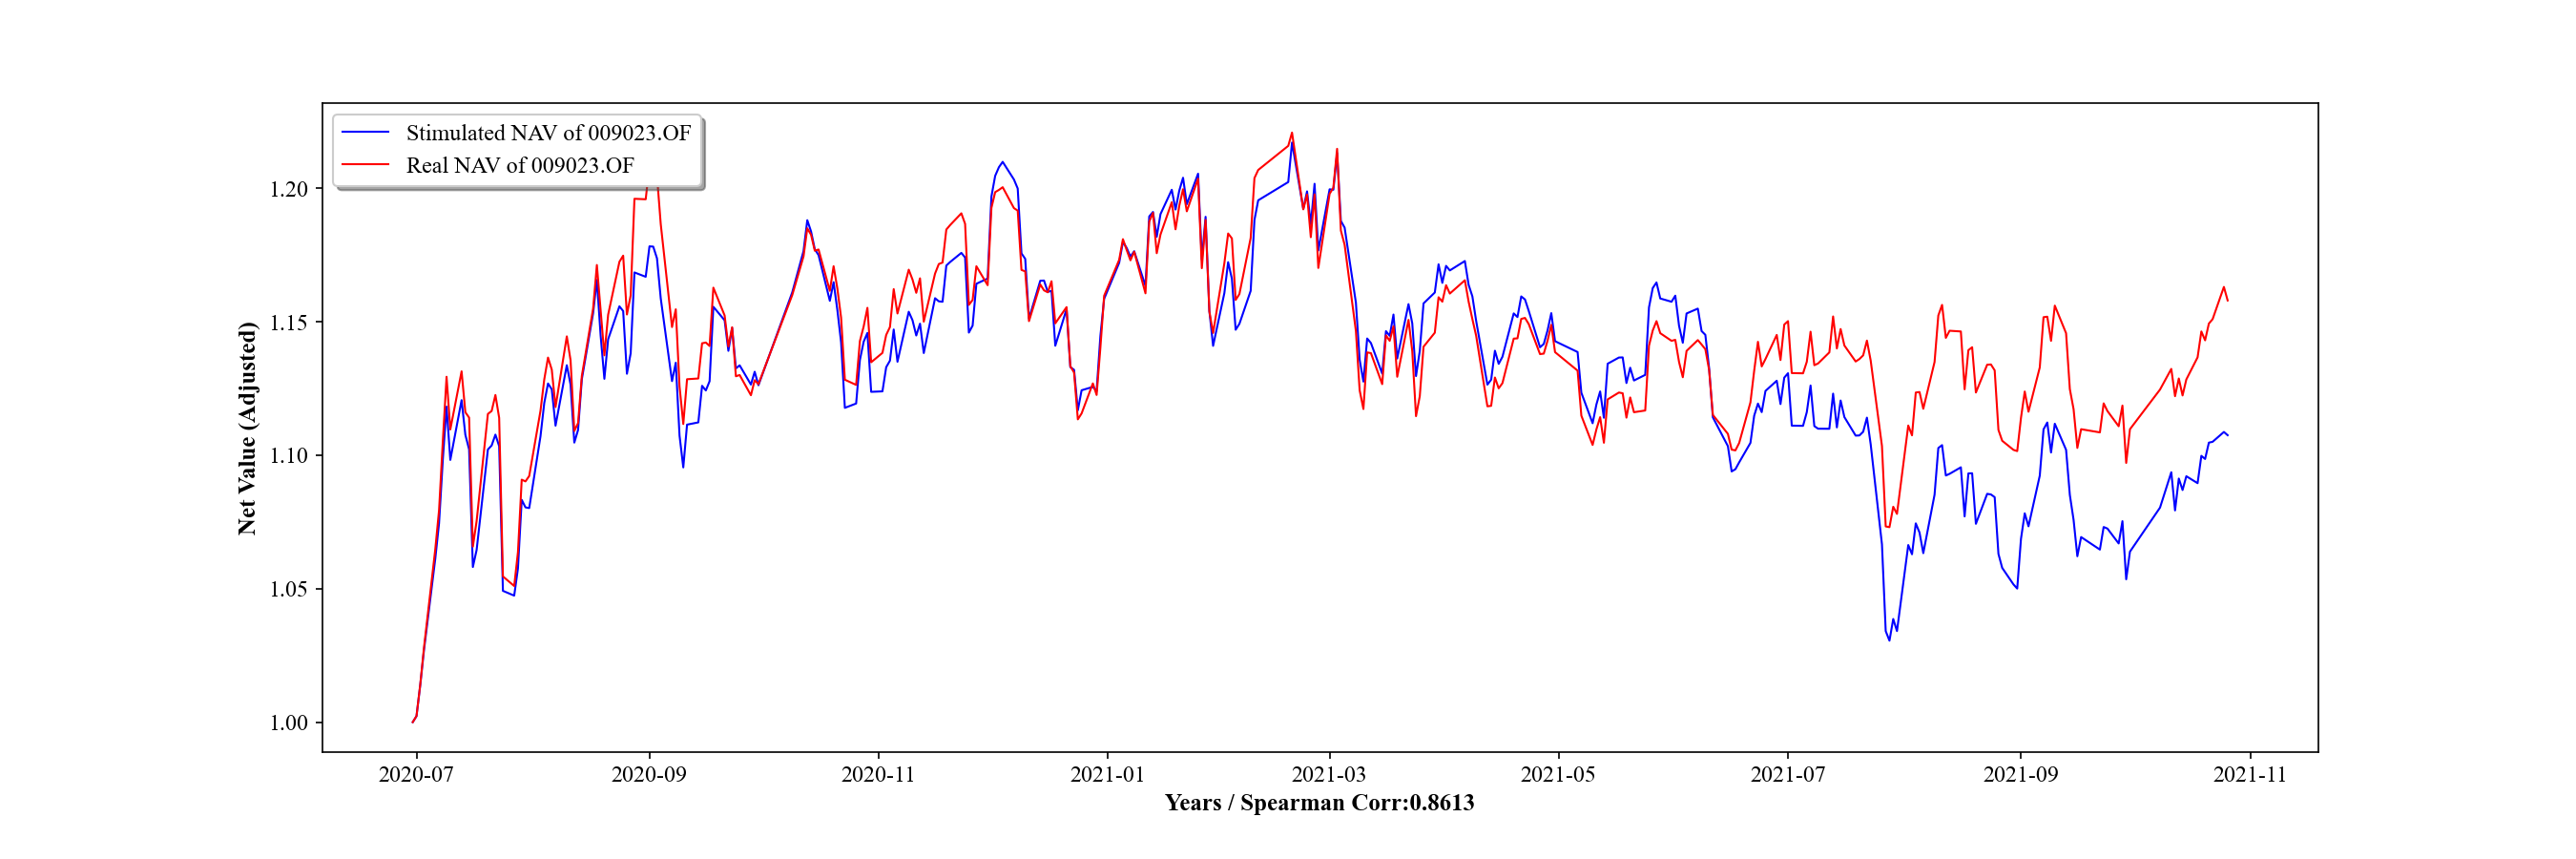 Stimulated NAV of 009023.OF
Real NAV of 009023.OF
1.20
1.15
1.10
1.05
1.00
Net Value (Adjusted)
2020-07 2020-09 2020-11 2021-01 2021-03 2021-05 2021-07 2021-09 2021-11
Years / Spearman Corr:0.8613